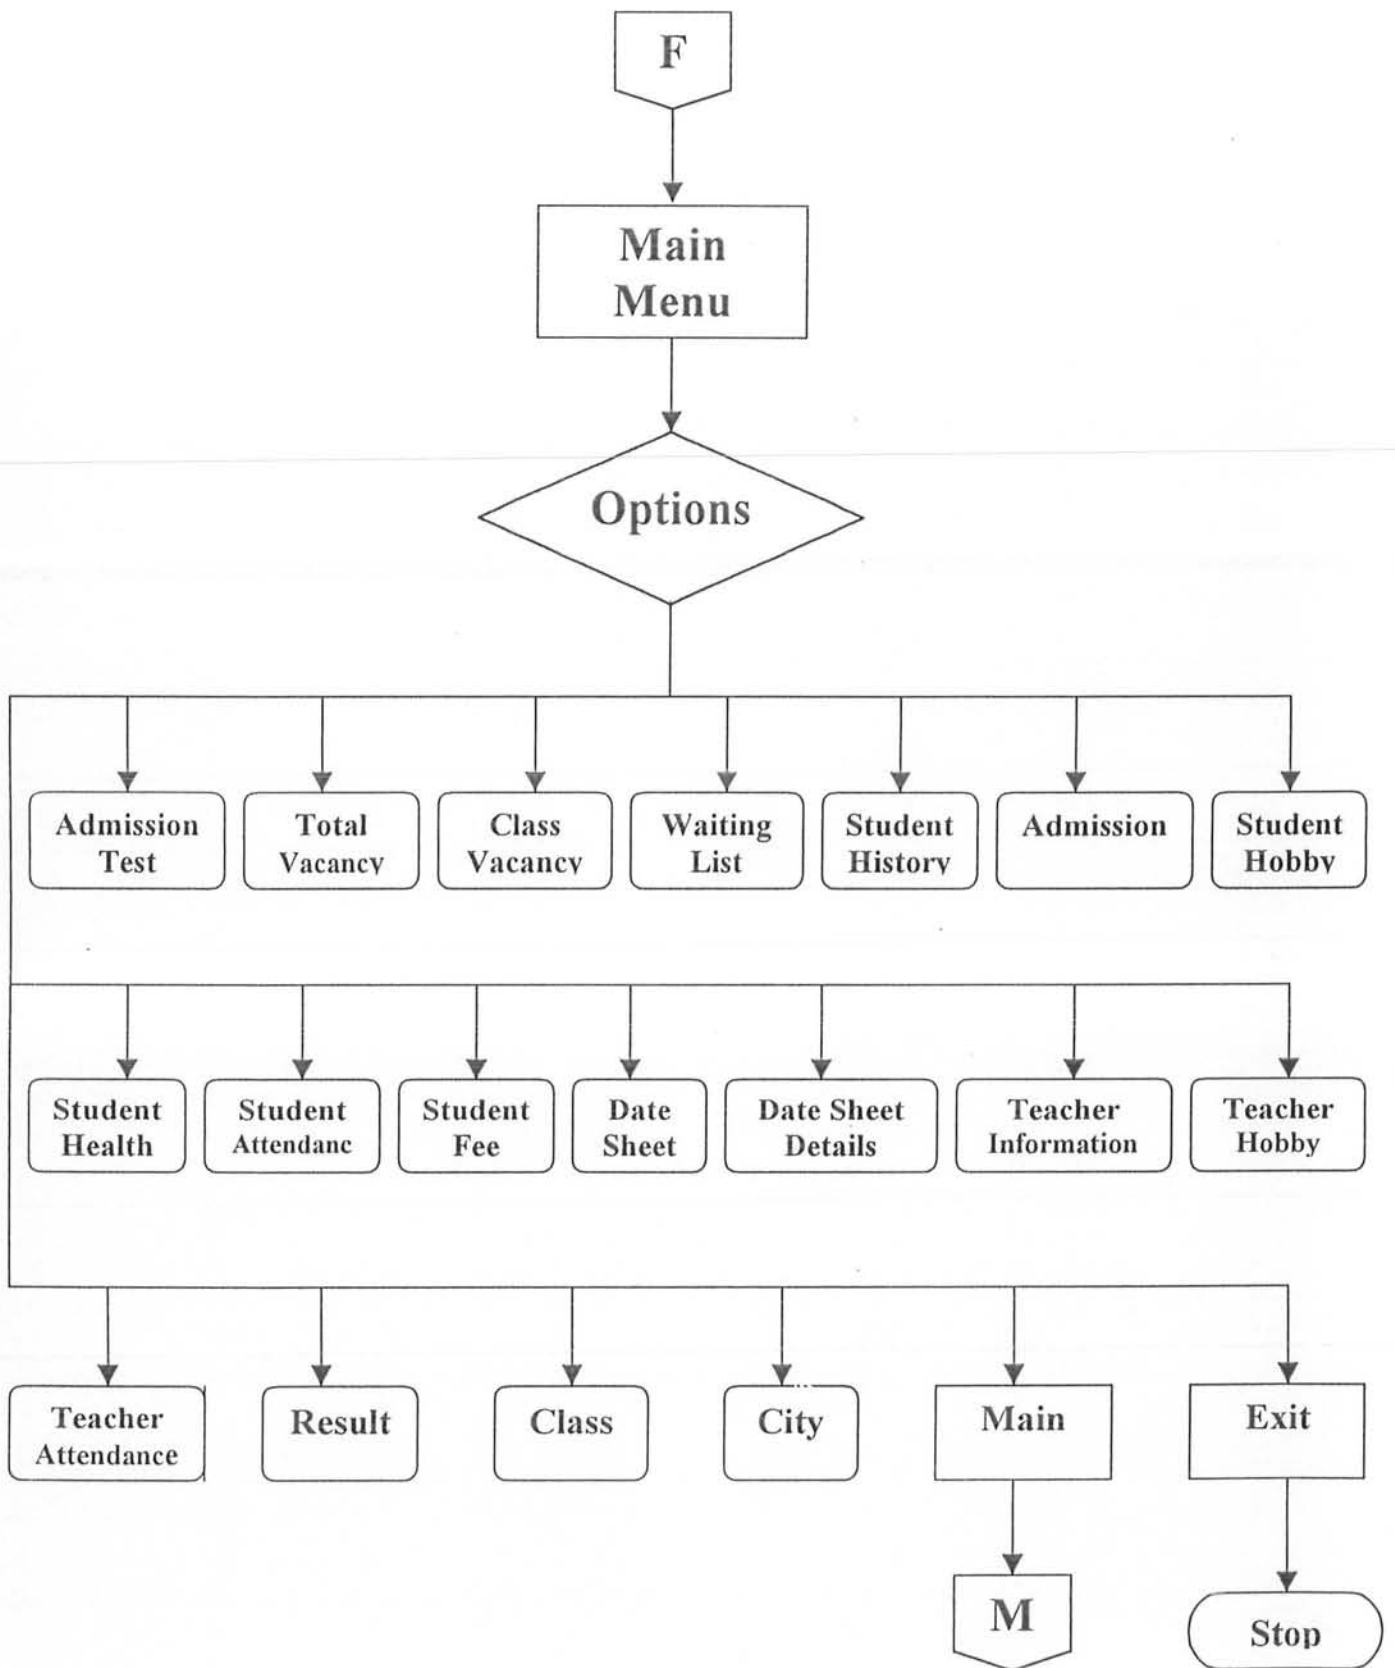 F
Main
Menu
Options
Admission
Test
Total
Vacancy
Class
Vacancy
Waiting
List
Student
History
Admission
Student
Hobby
Student
Health
Student
Attendanc
Student
Fee
Date
Sheet
Date Sheet
Details
Teacher
Information
Teacher
Hobby
Teacher
Attendance
Result
Class
City
Main
Exit
M
Stop